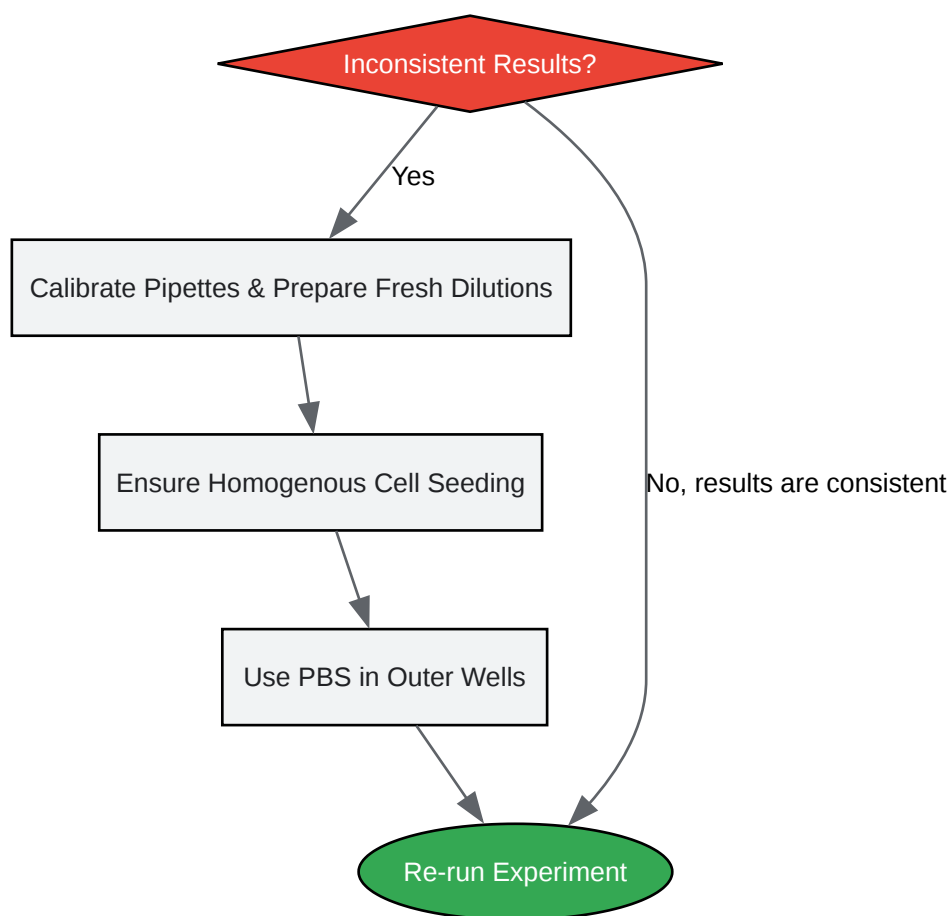 Inconsistent Results?
Yes
Calibrate Pipettes & Prepare Fresh Dilutions
Ensure Homogenous Cell Seeding
No, results are consistent
Use PBS in Outer Wells
Re-run Experiment